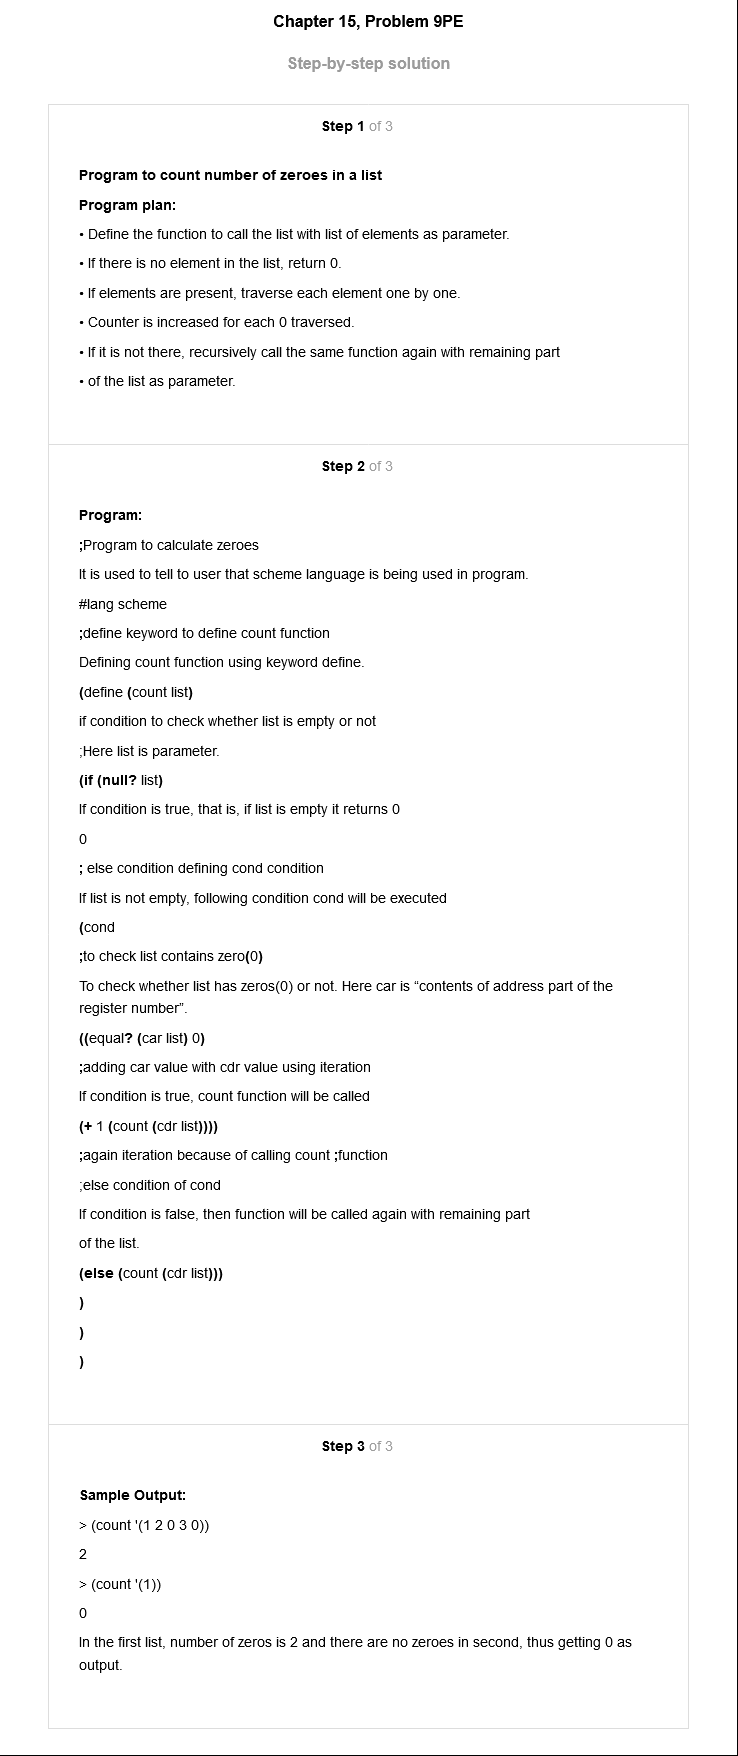 Chapter 15, Problem 9PE
Step-by-step solution
Step 1 of 3
Program to count number of zeroes in a list
Program plan:
• Define the function to call the list with list of elements as parameter.
• If there is no element in the list, return 0.
• If elements are present, traverse each element one by one.
• Counter is increased for each 0 traversed.
• If it is not there, recursively call the same function again with remaining part
• of the list as parameter.
Step 2 of 3
Program:
;Program to calculate zeroes
It is used to tell to user that scheme language is being used in program.
#lang scheme
;define keyword to define count function
Defining count function using keyword define.
(define (count list)
if condition to check whether list is empty or not
;Here list is parameter.
(if (null? list)
If condition is true, that is, if list is empty it returns 0
0
; else condition defining cond condition
If list is not empty, following condition cond will be executed
(cond
;to check list contains zero(0)
To check whether list has zeros(0) or not. Here car is “contents of address part of the
register number”.
((equal? (car list) 0)
;adding car value with cdr value using iteration
If condition is true, count function will be called
(+ 1 (count (cdr list))))
;again iteration because of calling count ;function
;else condition of cond
If condition is false, then function will be called again with remaining part
of the list.
(else (count (cdr list)))
)
)
)
Step 3 of 3
Sample Output:
> (count '(1 2 0 3 0))
2
> (count '(1))
0
In the first list, number of zeros is 2 and there are no zeroes in second, thus getting 0 as
output.